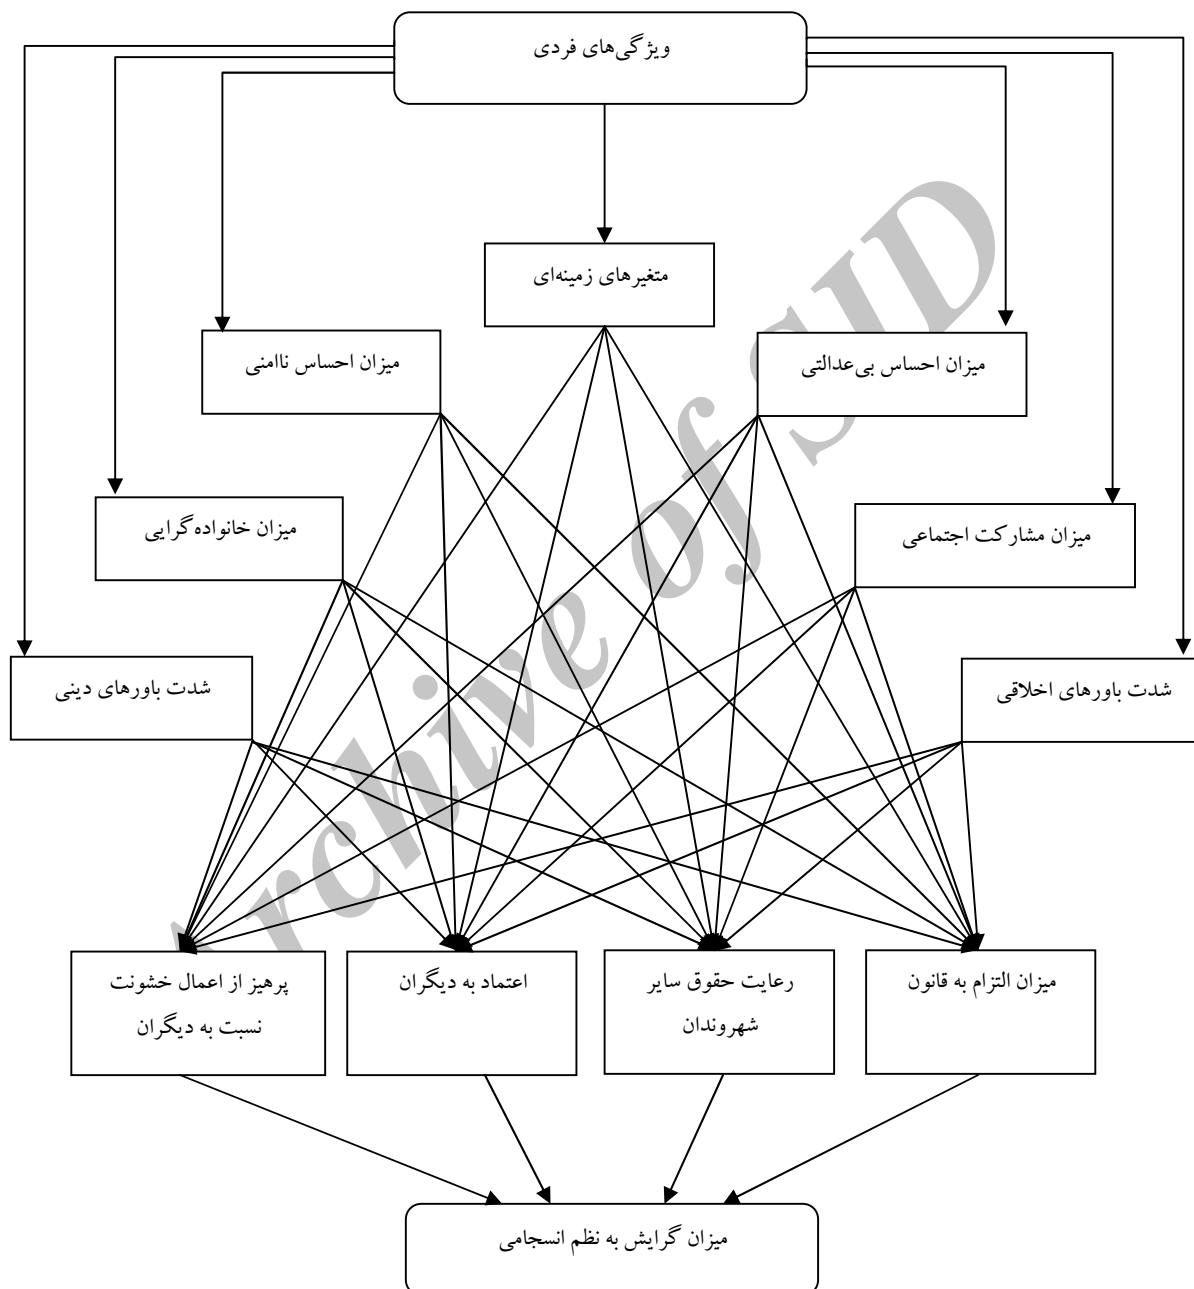 ویژگی‌های فردی
متغیرهای زمینه‌ای
میزان احساس بی‌عدالتی
میزان احساس ناامنی
میزان مشارکت اجتماعی
میزان خانواده‌گرایی
شدت باورهای اخلاقی
شدت باورهای دینی
میزان التزام به قانون
رعایت حقوق سایر
شهروندان
اعتماد به دیگران
پرهیز از اعمال خشونت
نسبت به دیگران
میزان گرایش به نظم انسجامی
Archive of SID